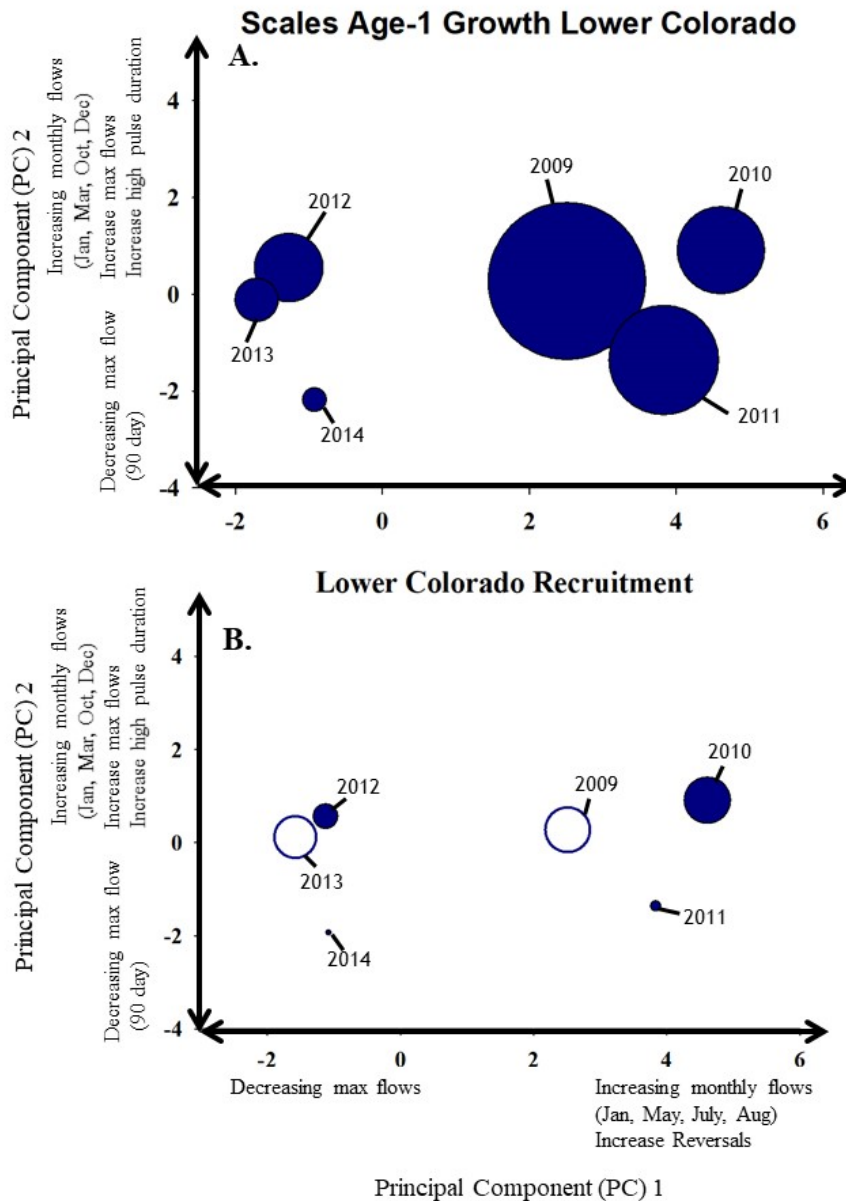 Scales Age-1 Growth Lower Colorado
A.
Principal Component (PC) 2
Increasing monthly flows
(Jan, Mar, Oct, Dec)
Increase max flows
Increase high pulse duration
Decreasing max flow
(90 day)
4
2
0
-2
-4
2009
2010
2012
2013
2014
2011
-2
0
2
4
6
Lower Colorado Recruitment
B.
Principal Component (PC) 2
Increasing monthly flows
(Jan, Mar, Oct, Dec)
Increase max flows
Increase high pulse duration
Decreasing max flow
(90 day)
4
2
0
-2
-4
2010
2009
2012
2013
2011
2014
-2
0
2
4
6
Decreasing max flows
Increasing monthly flows
(Jan, May, July, Aug)
Increase Reversals
Principal Component (PC) 1